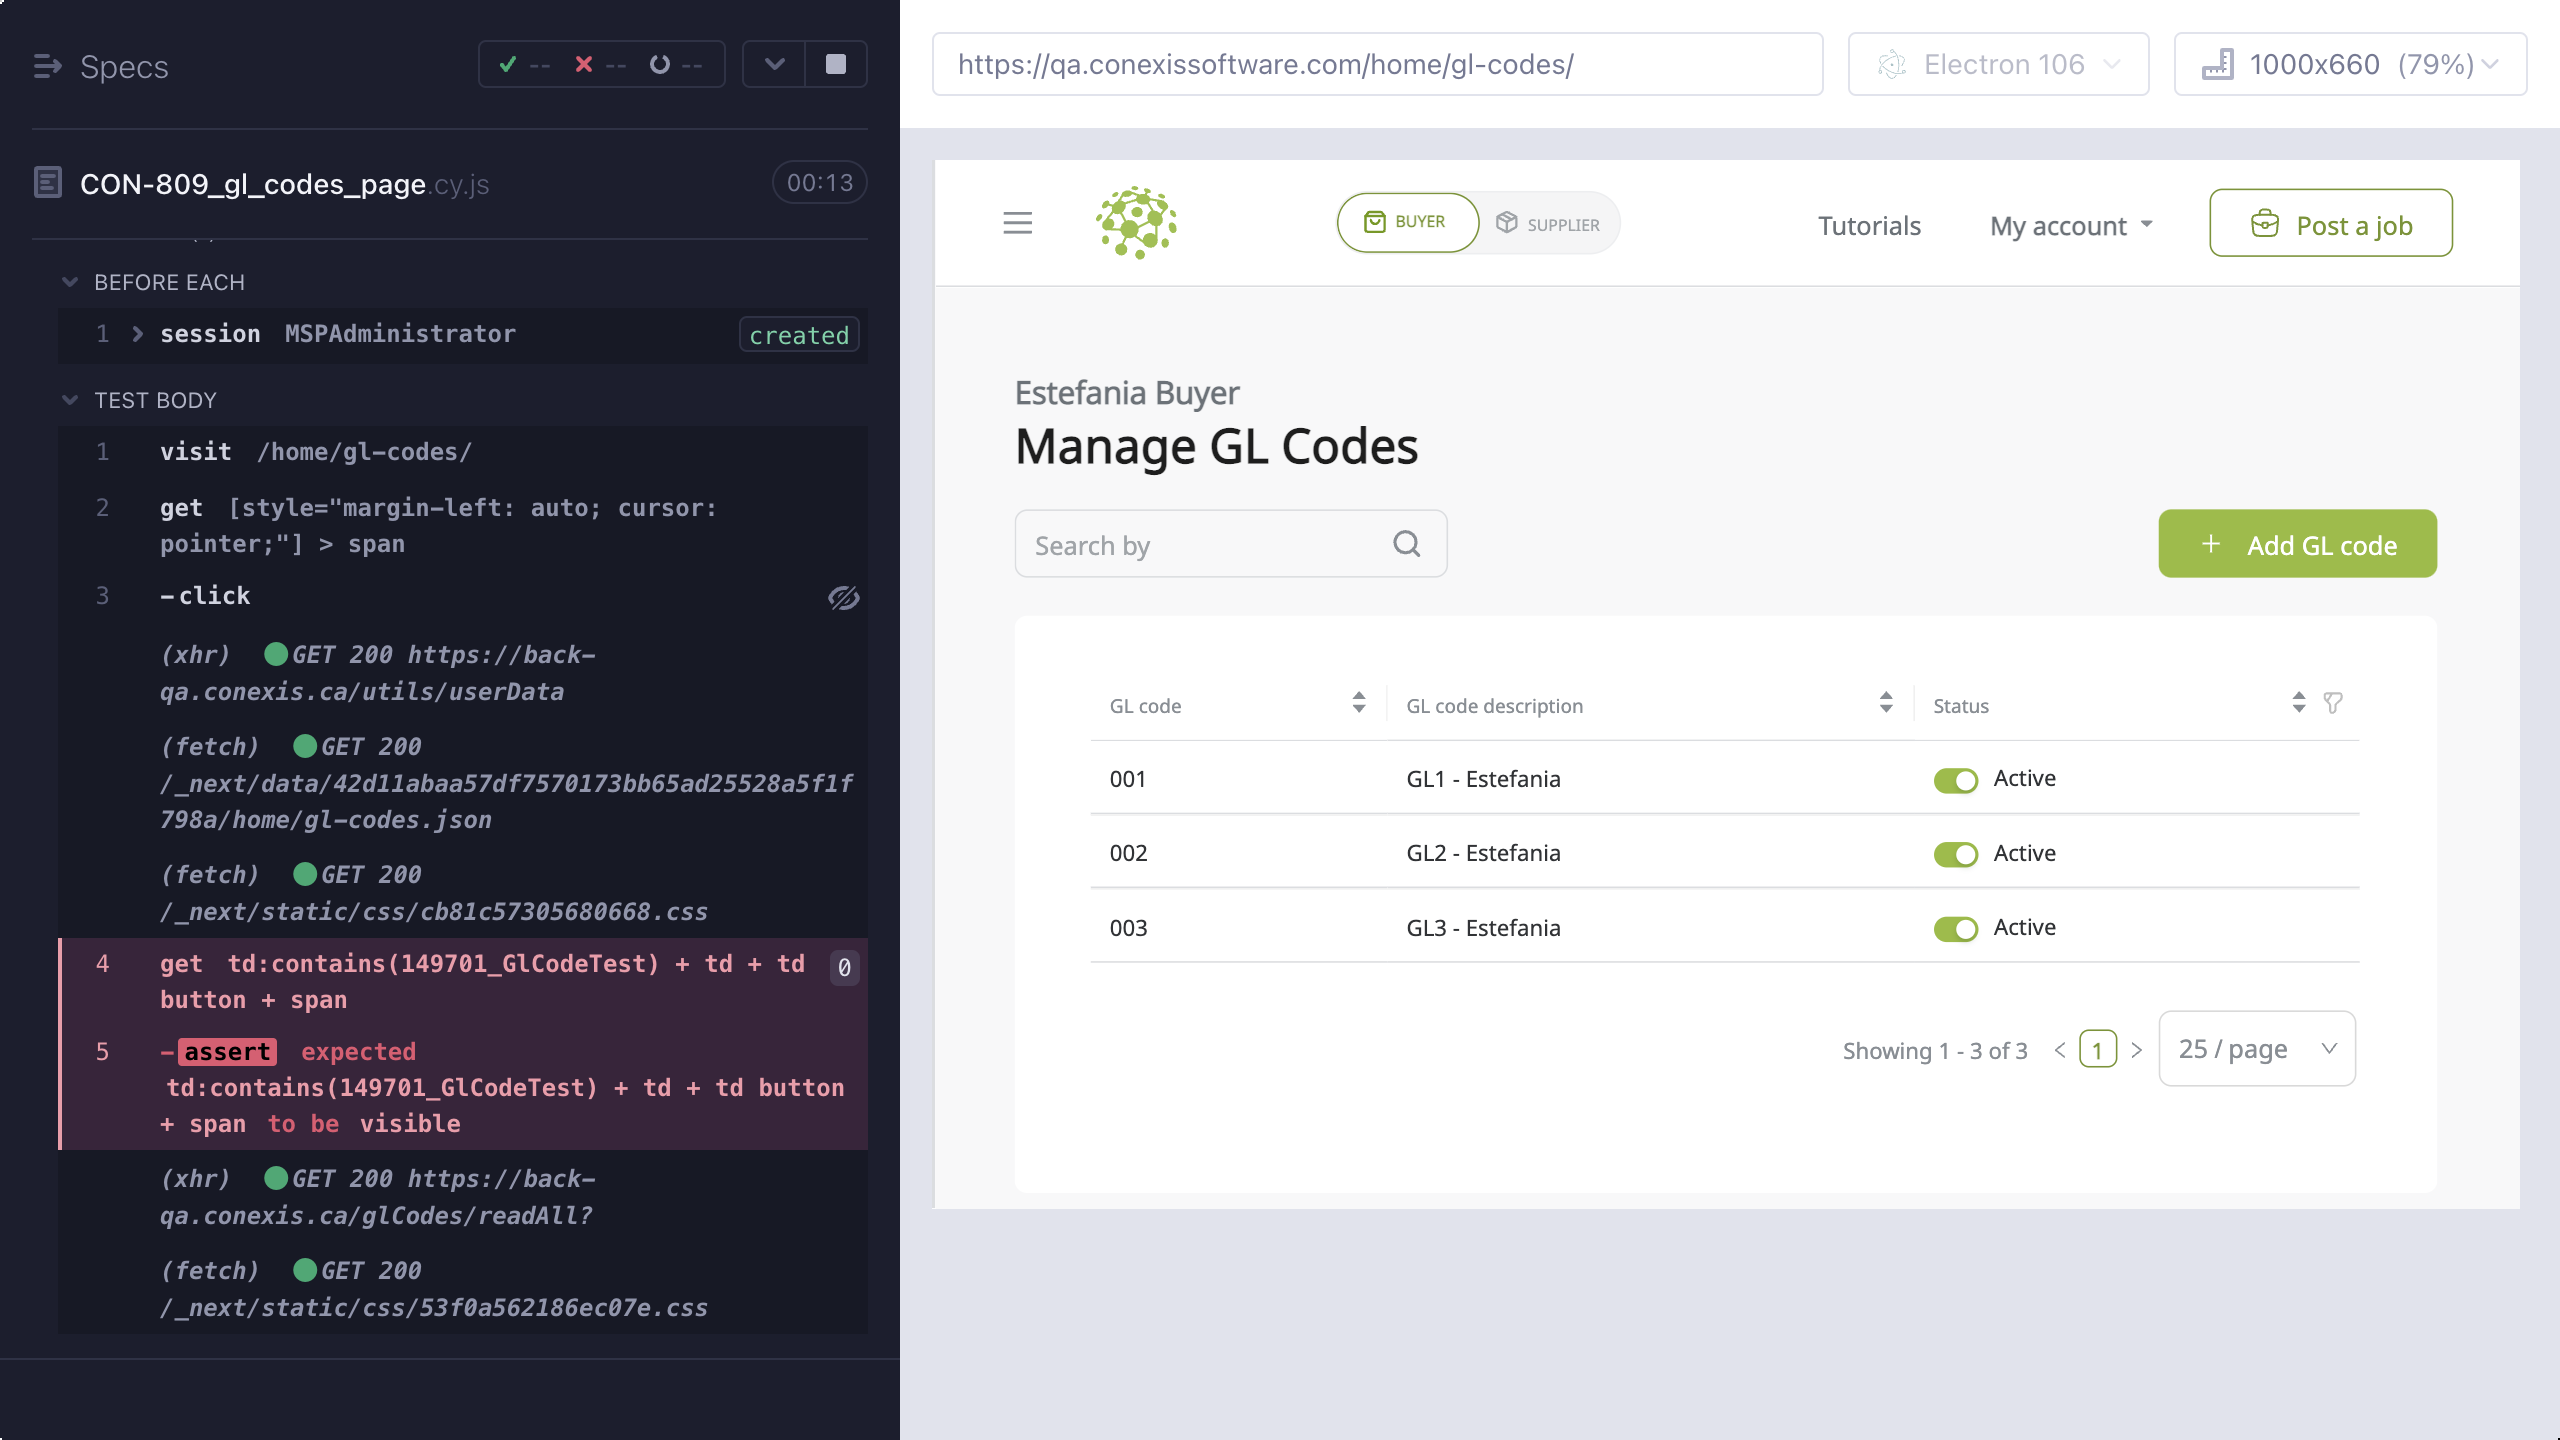 Specs
-- -- --
CON-809_gl_codes_page.cy.js
00:13
BEFORE EACH
1 session MSPAdministrator created
TEST BODY
1 visit /home/gl-codes/
2 get [style="margin-left: auto; cursor:
pointer;"] > span
3 -click
(xhr) GET 200 https://back-
qa.conexis.ca/utils/userData
(fetch) GET 200
/_next/data/42d11abaa57df7570173bb65ad25528a5f1f
798a/home/gl-codes.json
(fetch) GET 200
/_next/static/css/cb81c57305680668.css
4 get td:contains(149701_GlCodeTest) + td + td 0
button + span
5 -assert expected
td:contains(149701_GlCodeTest) + td + td button
+ span to be visible
(xhr) GET 200 https://back-
qa.conexis.ca/glCodes/readAll?
(fetch) GET 200
/_next/static/css/53f0a562186ec07e.css
https://qa.conexissoftware.com/home/gl-codes/
Electron 106
1000x660 (79%)
BUYER
SUPPLIER
Tutorials
My account
Post a job
Estefania Buyer
Manage GL Codes
Search by
+ Add GL code
GL code GL code description Status
001 GL1 - Estefania Active
002 GL2 - Estefania Active
003 GL3 - Estefania Active
Showing 1 - 3 of 3 < 1 > 25 / page